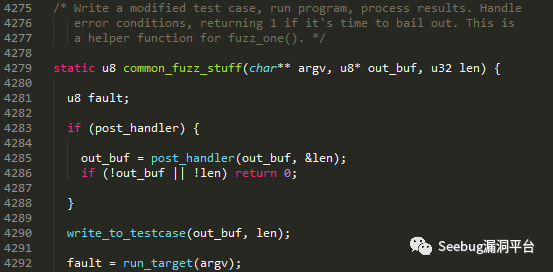 4275 /* Write a modified test case, run program, process results. Handle
4276 error conditions, returning 1 if it's time to bail out. This is
4277 a helper function for fuzz_one(). */
4278
4279 static u8 common_fuzz_stuff(char** argv, u8* out_buf, u32 len) {
4280
4281 u8 fault;
4282
4283 if (post_handler) {
4284
4285 out_buf = post_handler(out_buf, &len);
4286 if (!out_buf || !len) return 0;
4287
4288 }
4289
4290 write_to_testcase(out_buf, len);
4291
4292 fault = run_target(argv);
Seebug漏洞平台